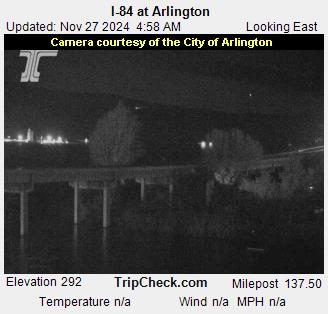 I-84 at Arlington
Updated: Nov 27 2024 4:58 AM Looking East
Camera courtesy of the City of Arlington
Elevation 292 TripCheck.com Milepost 137.50
Temperature n/a Wind n/a MPH n/a